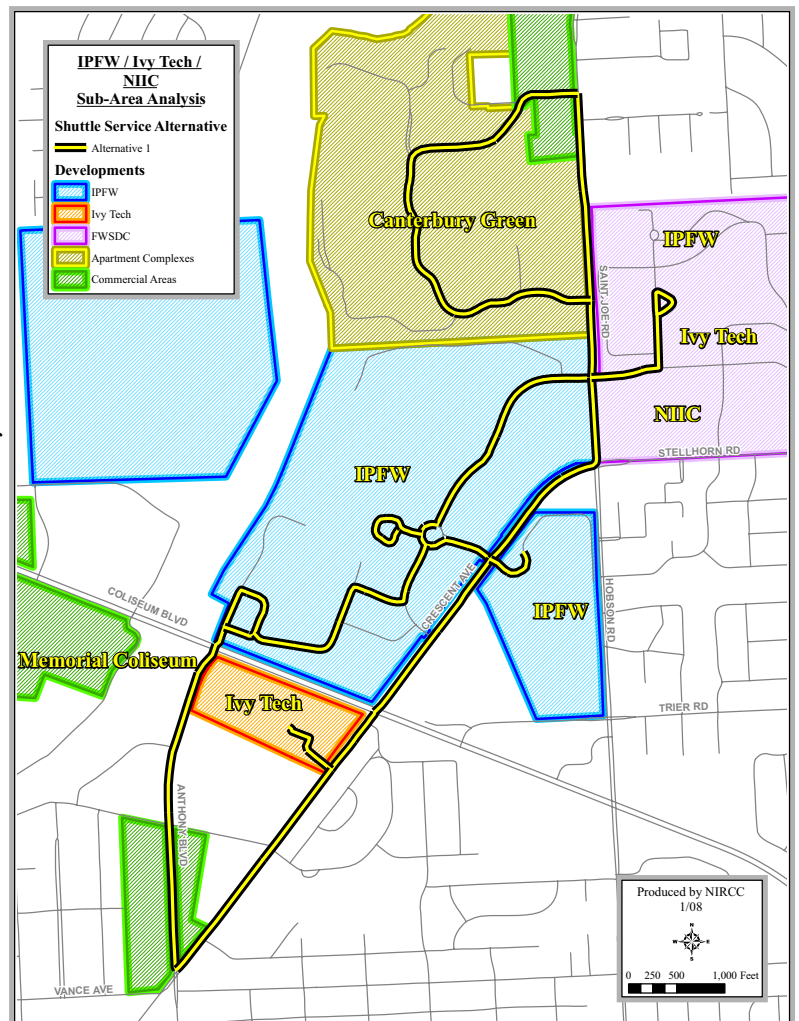 IPFW / Ivy Tech /
NIIC
Sub-Area Analysis
Shuttle Service Alternative
Alternative 1
Developments
IPFW
Ivy Tech
FWSDC
Apartment Complexes
Commercial Areas
Canterbury Green
IPFW
SAINT JOE RD
Ivy Tech
NIIC
STELLHORN RD
IPFW
CRESCENT AVE
COLISEUM BLVD
IPFW
HOBSON RD
Memorial Coliseum
Ivy Tech
TRIER RD
ANTHONY BLVD
VANCE AVE
Produced by NIRCC
1/08
N
W E
S
0 250 500 1,000 Feet